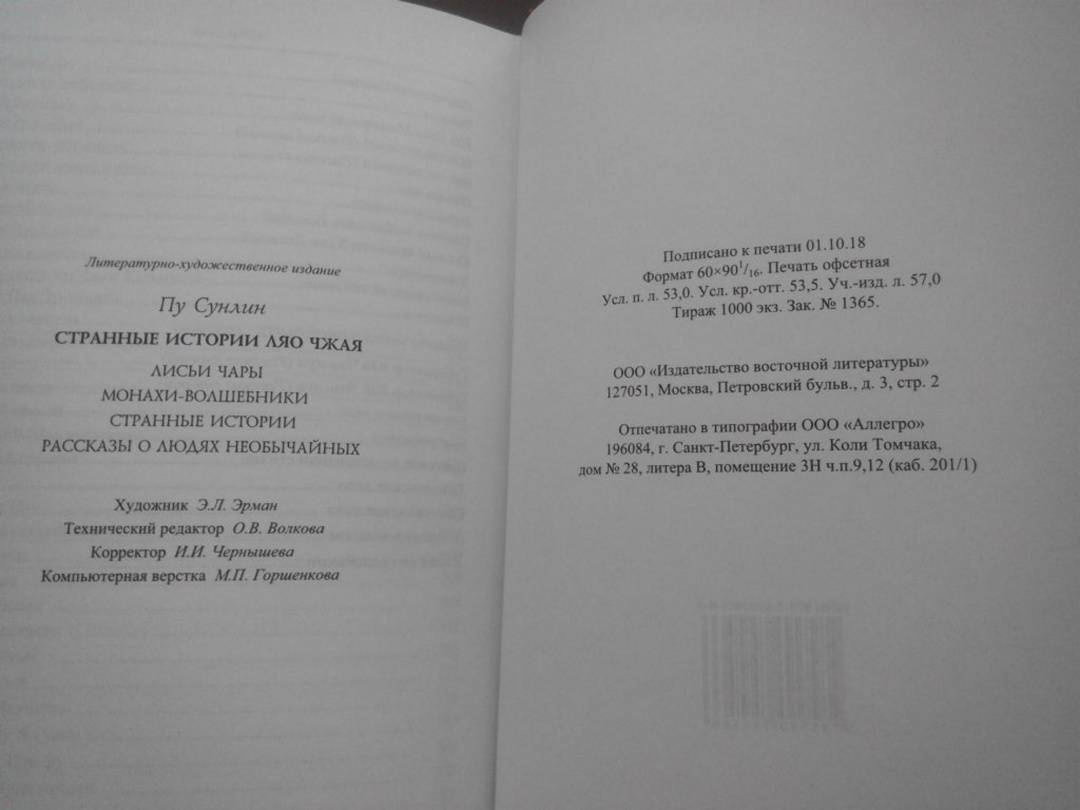 Литературно-художественное издание
Пу Сунлин
СТРАННЫЕ ИСТОРИИ ЛЯО ЧЖАЯ
ЛИСЬИ ЧАРЫ
МОНАХИ-ВОЛШЕБНИКИ
СТРАННЫЕ ИСТОРИИ
РАССКАЗЫ О ЛЮДЯХ НЕОБЫЧАЙНЫХ
Художник Э.Л. Эрман
Технический редактор О.В. Волкова
Корректор И.И. Чернышева
Компьютерная верстка М.П. Горшенкова
Подписано к печати 01.10.18
Формат 60×90 1/16. Печать офсетная
Усл. п. л. 53,0. Усл. кр.-отт. 53,5. Уч.-изд. л. 57,0
Тираж 1000 экз. Зак. № 1365.
ООО «Издательство восточной литературы»
127051, Москва, Петровский бульв., д. 3, стр. 2
Отпечатано в типографии ООО «Аллегро»
196084, г. Санкт-Петербург, ул. Коли Томчака,
дом № 28, литера В, помещение 3Н ч.п.9,12 (каб. 201/1)